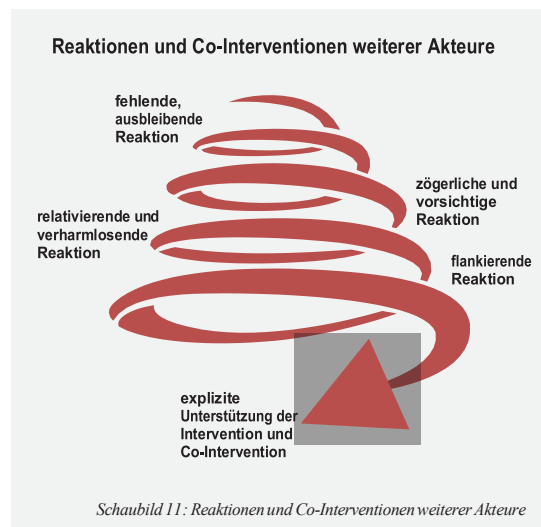 Reaktionen und Co-Interventionen weiterer Akteure
fehlende,
ausbleibende
Reaktion
zögerliche und
vorsichtige
Reaktion
relativierende und
verharmlosende
Reaktion
flankierende
Reaktion
explizite
Unterstützung der
Intervention und
Co-Intervention
Schaubild 11: Reaktionen und Co-Interventionen weiterer Akteure